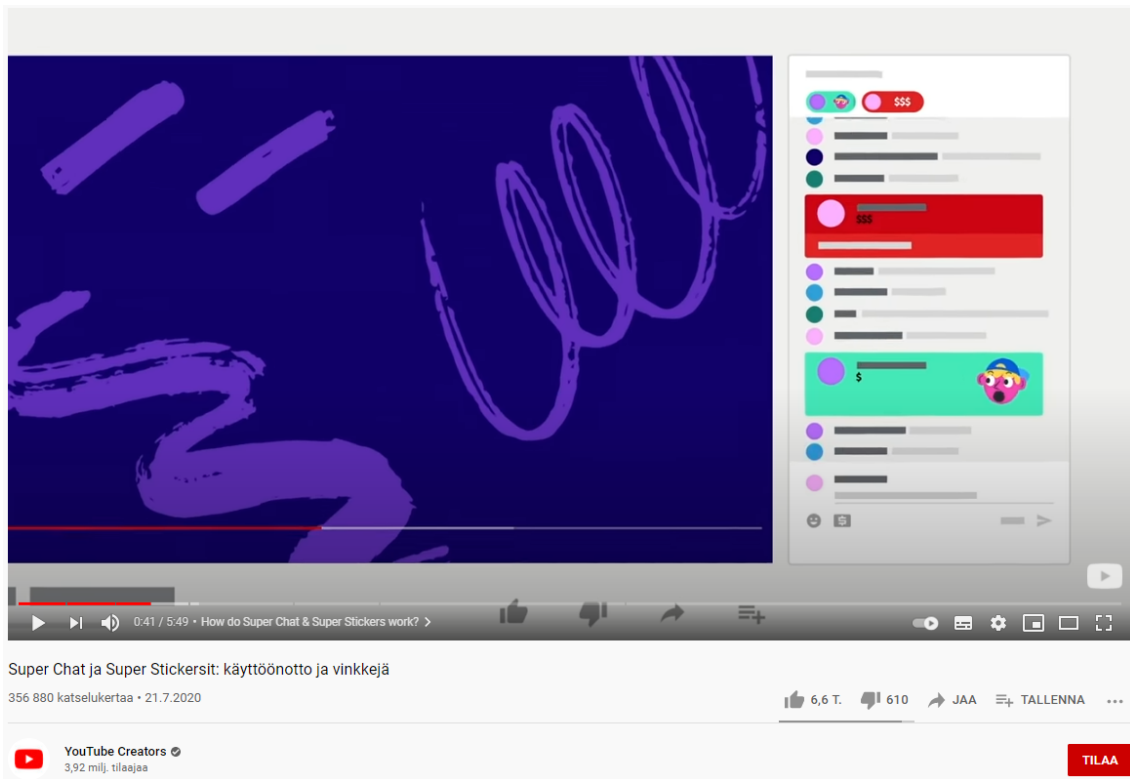 $$$
$$$
$
0:41 / 5:49 • How do Super Chat & Super Stickers work?
Super Chat ja Super Stickersit: käyttöönotto ja vinkkejä
356 880 katselukertaa • 21.7.2020
6,6 T. 610 JAA TALLENNA
YouTube Creators
3,92 milj. tilaajaa
TILAA